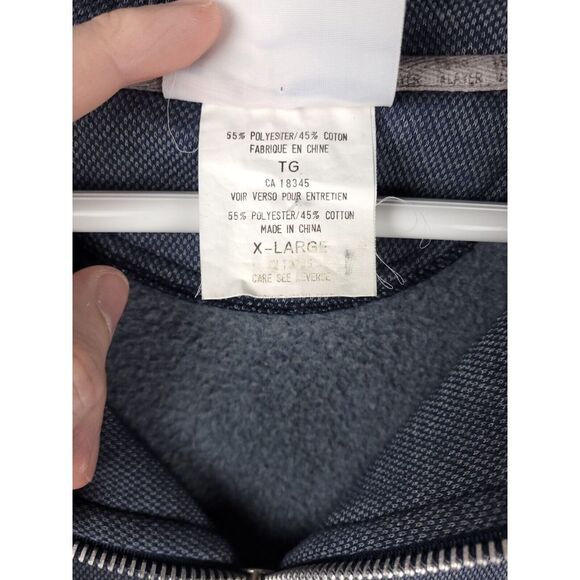 55% POLYESTER/45% COTON
FABRIQUE EN CHINE
TG
CA 18345
VOIR VERSO POUR ENTRETIEN
55% POLYESTER/45% COTTON
MADE IN CHINA
X-LARGE
CARE SEE REVERSE